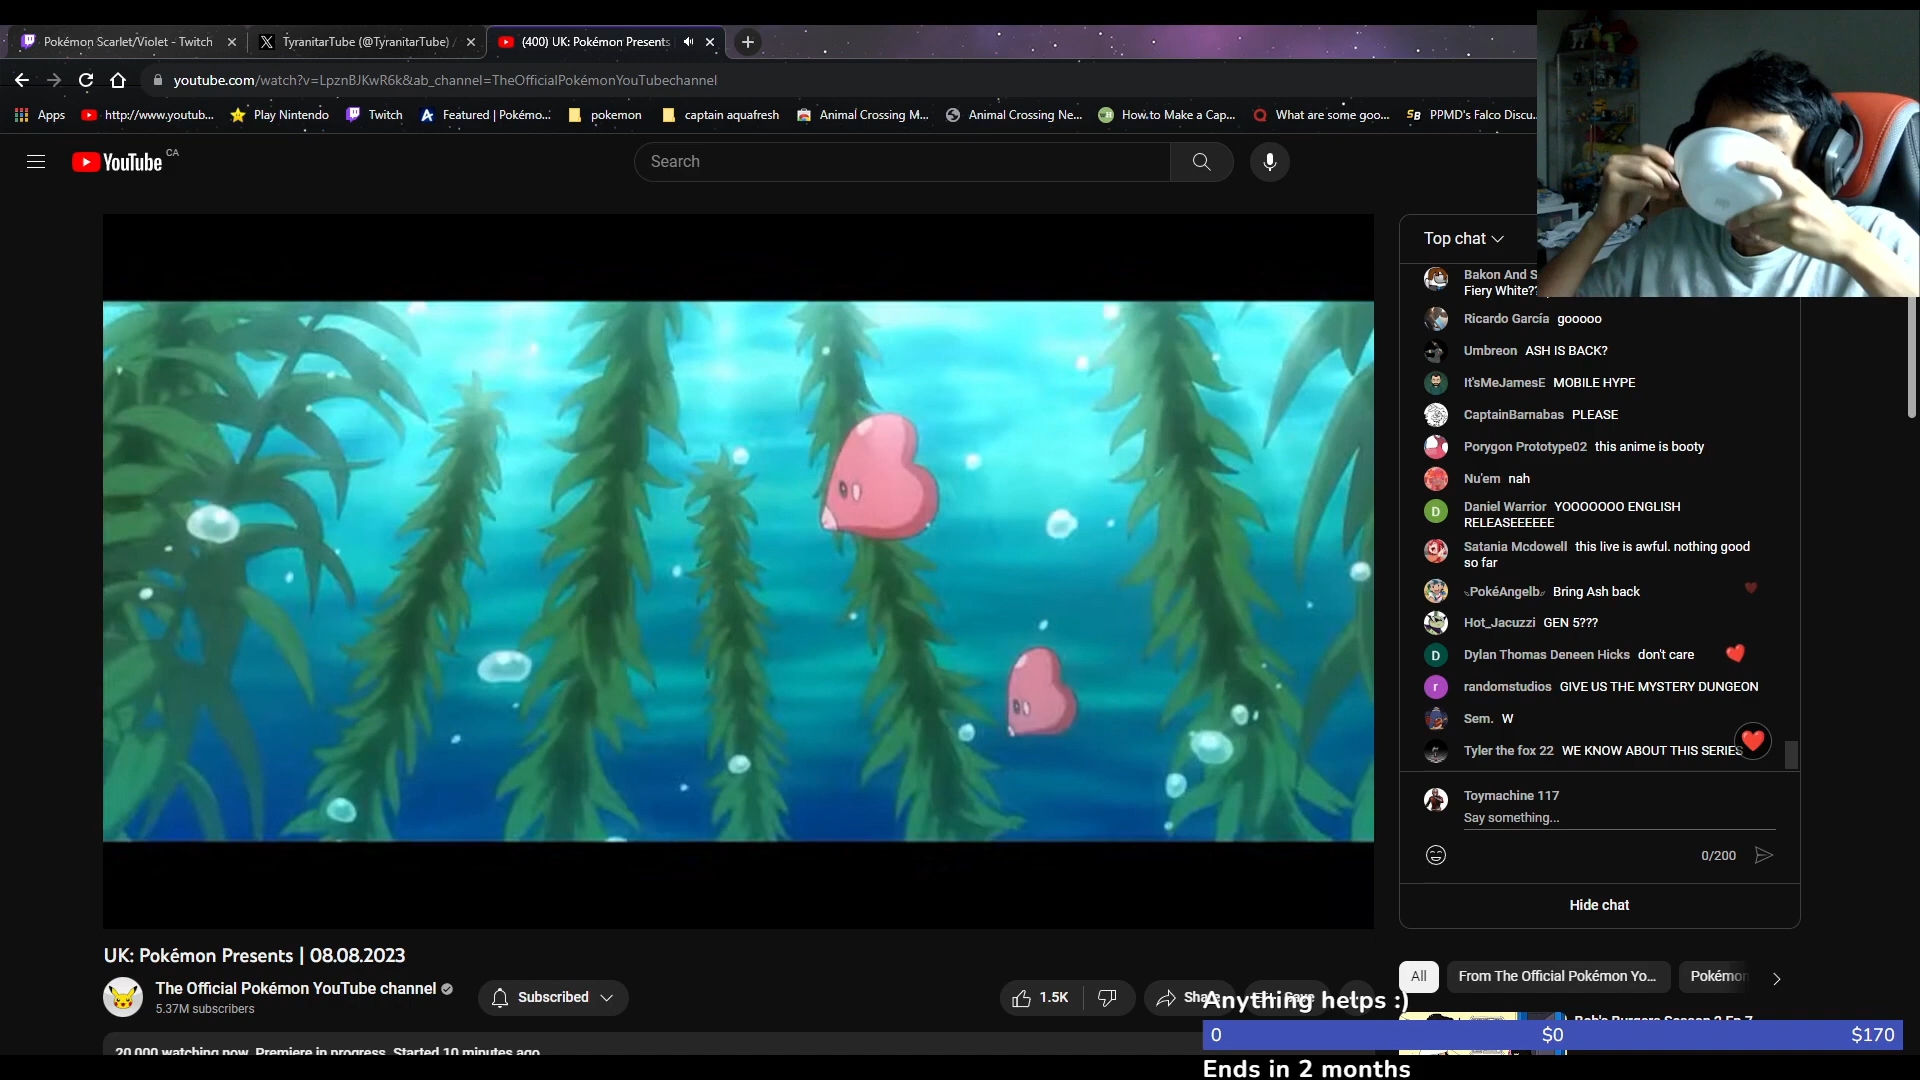 Pokémon Scarlet/Violet - Twitch
TyranitarTube (@TyranitarTube) /
(400) UK: Pokémon Presents
youtube.com/watch?v=LpznBJKwR6k&ab_channel=TheOfficialPokémonYouTubechannel
Apps
http://www.youtub...
Play Nintendo
Twitch
Featured | Pokémo...
pokemon
captain aquafresh
Animal Crossing M...
Animal Crossing Ne...
How to Make a Cap...
What are some goo...
PPMD's Falco Discu...
YouTube CA
Search
Top chat
Bakon And S
Fiery White??
Ricardo García gooooo
Umbreon ASH IS BACK?
It'sMeJamesE MOBILE HYPE
CaptainBarnabas PLEASE
Porygon Prototype02 this anime is booty
Nu'em nah
D
Daniel Warrior YOOOOOOO ENGLISH
RELEASEEEEEE
Satania Mcdowell this live is awful. nothing good
so far
PokéAngelb Bring Ash back
Hot_Jacuzzi GEN 5???
D
Dylan Thomas Deneen Hicks don't care
r
randomstudios GIVE US THE MYSTERY DUNGEON
Sem. W
Tyler the fox 22 WE KNOW ABOUT THIS SERIES
Toymachine 117
Say something...
0/200
Hide chat
UK: Pokémon Presents | 08.08.2023
The Official Pokémon YouTube channel
5.37M subscribers
Subscribed
1.5K
Share
Save
All
From The Official Pokémon Yo...
Pokémon
Anything helps :)
Bob's Burgers Season 2 Ep 7
0
$0
$170
20,000 watching now Premiere in progress. Started 10 minutes ago
Ends in 2 months